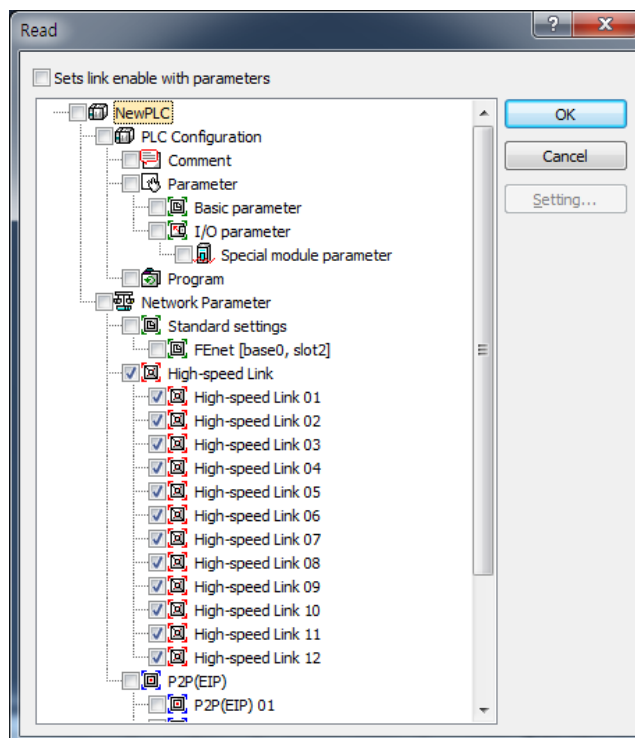 Read
Sets link enable with parameters
NewPLC
PLC Configuration
Comment
Parameter
Basic parameter
I/O parameter
Special module parameter
Program
Network Parameter
Standard settings
FEnet [base0, slot2]
High-speed Link
High-speed Link 01
High-speed Link 02
High-speed Link 03
High-speed Link 04
High-speed Link 05
High-speed Link 06
High-speed Link 07
High-speed Link 08
High-speed Link 09
High-speed Link 10
High-speed Link 11
High-speed Link 12
P2P(EIP)
P2P(EIP) 01
OK
Cancel
Setting...